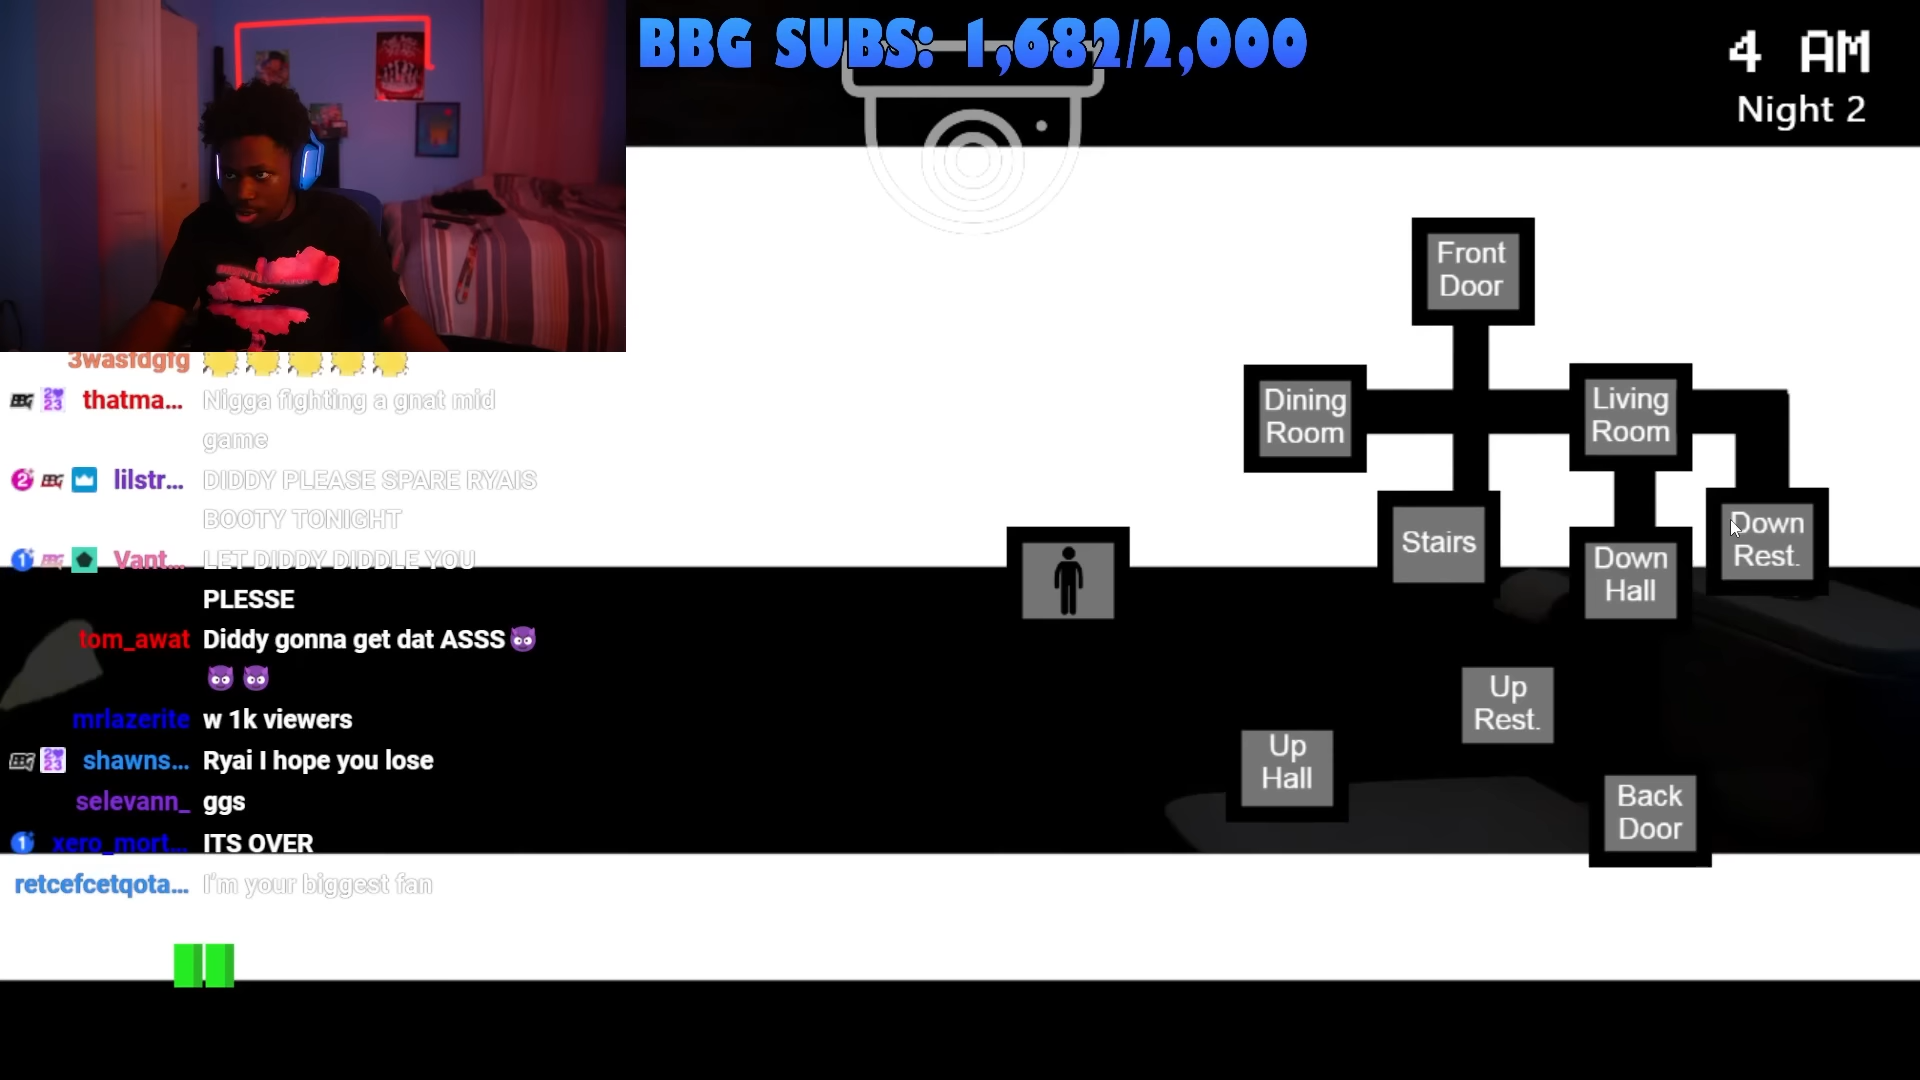 BBG SUBS: 1,682/2,000
4 AM
Night 2
3wasfdgfg
thatma... Nigga fighting a gnat mid
game
lilstr... DIDDY PLEASE SPARE RYAIS
BOOTY TONIGHT
Vant... LET DIDDY DIDDLE YOU
PLESSE
tom_awat Diddy gonna get dat ASSS
mrlazerite w 1k viewers
shawns... Ryai I hope you lose
selevann_ ggs
xero_mort... ITS OVER
retcefcetqota... I'm your biggest fan
Front
Door
Dining
Room
Living
Room
Stairs
Down
Hall
Down
Rest.
Up
Rest.
Up
Hall
Back
Door